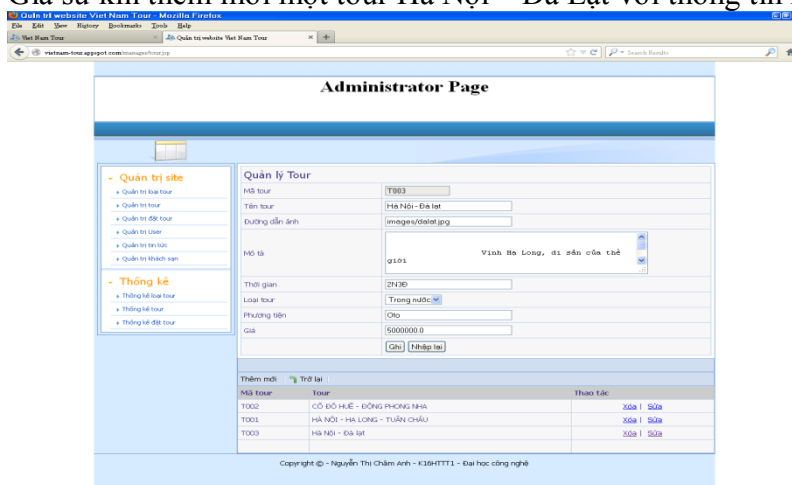 Giả sử khi thêm mới một tour Hà Nội – Đà Lạt với thông tin
Quản trị website Viet Nam Tour - Mozilla Firefox
File Edit View History Bookmarks Tools Help
Viet Nam Tour × Quản trị website Viet Nam Tour × +
vietnam-tour.appspot.com/manager/tour.jsp Search Results
Administrator Page
- Quản trị site
Quản trị loại tour
Quản trị tour
Quản trị đặt tour
Quản trị User
Quản trị tin tức
Quản trị khách sạn
- Thống kê
Thống kê loại tour
Thống kê tour
Thống kê đặt tour
Quản lý Tour
Mã tour T003
Tên tour Hà Nội - Đà lạt
Đường dẫn ảnh images/dalat.jpg
Mô tả Vịnh Hạ Long, di sản của thế
giới
Thời gian 2N3Đ
Loại tour Trong nước
Phương tiện Oto
Giá 5000000.0
Ghi Nhập lại
Thêm mới Trở lại
Mã tour Tour Thao tác
T002 CỐ ĐÔ HUẾ - ĐỘNG PHONG NHA Xóa | Sửa
T001 HÀ NỘI - HẠ LONG - TUẦN CHÂU Xóa | Sửa
T003 Hà Nội - Đà lạt Xóa | Sửa
Copyright © - Nguyễn Thị Châm Anh - K16HTTT1 - Đại học công nghệ